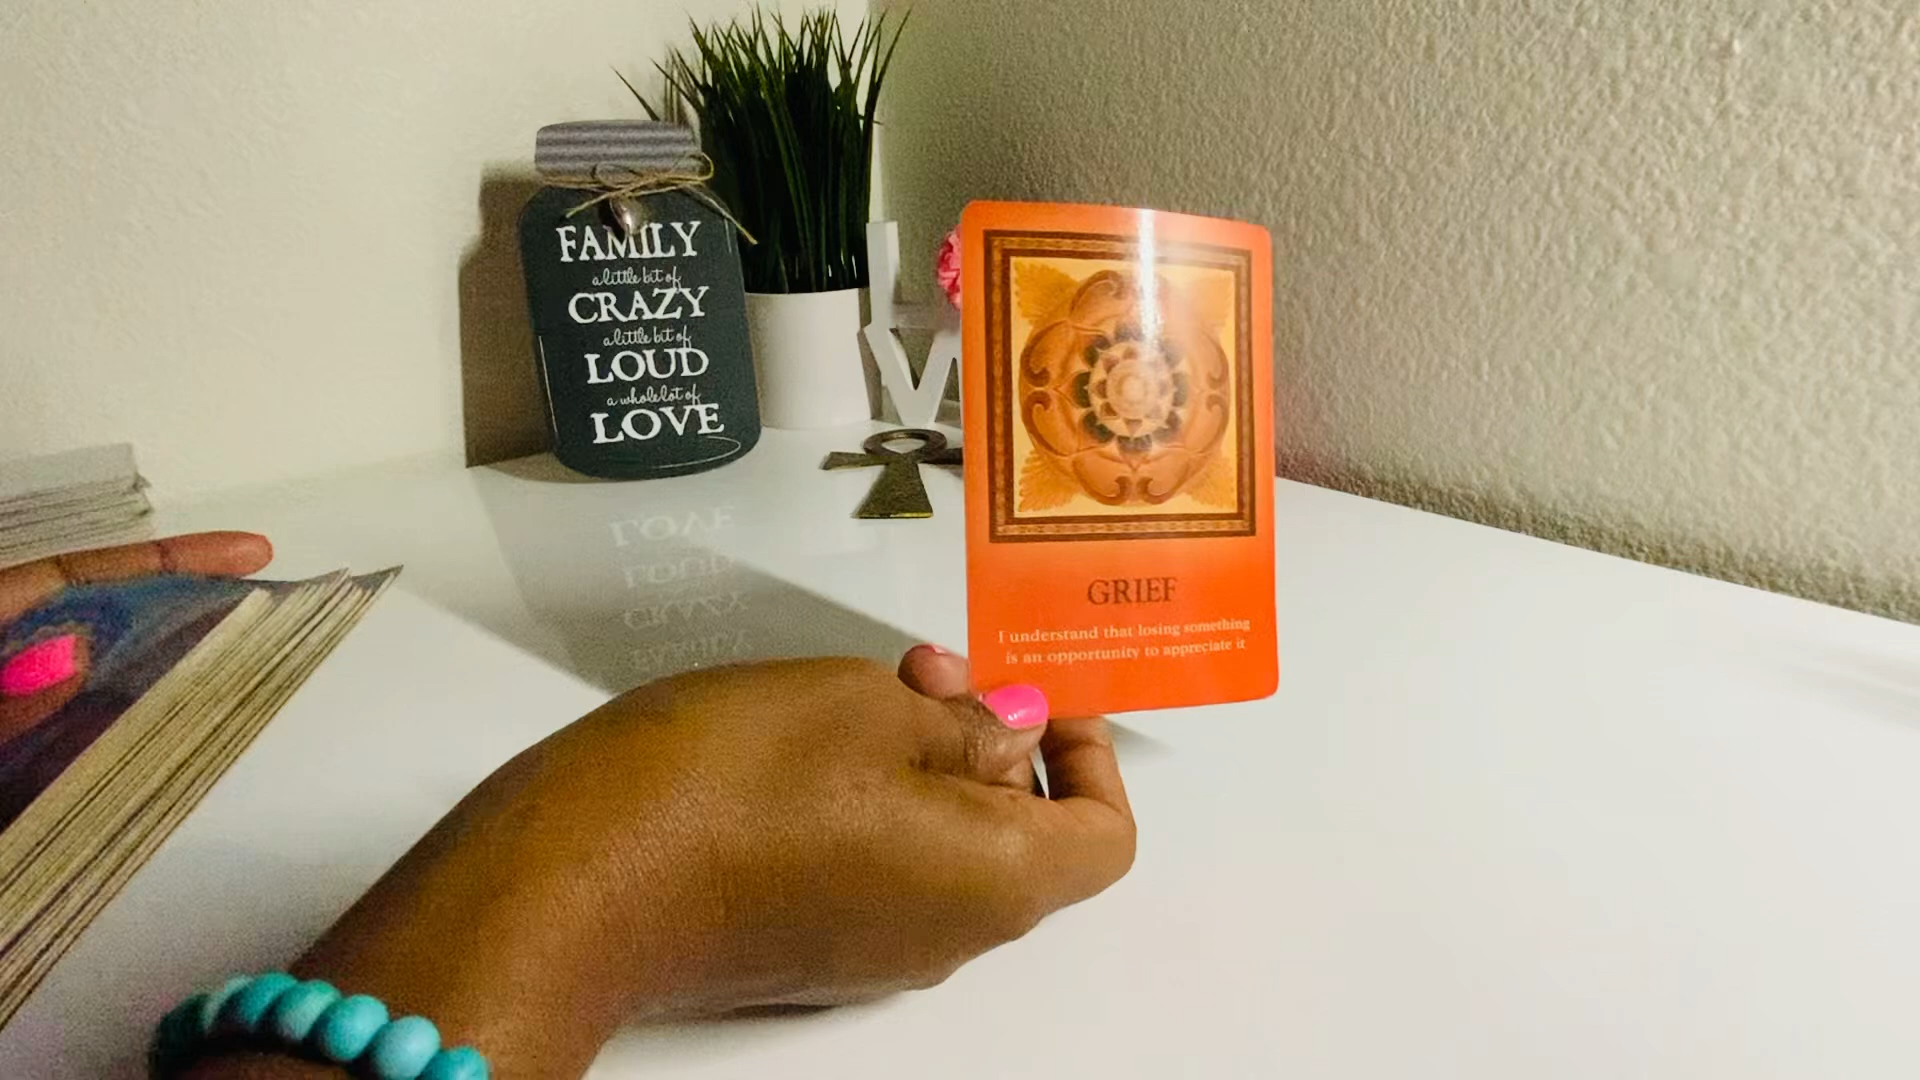 FAMILY
a little bit of
CRAZY
a little bit of
LOUD
a whole lot of
LOVE
GRIEF
I understand that losing something
is an opportunity to appreciate it